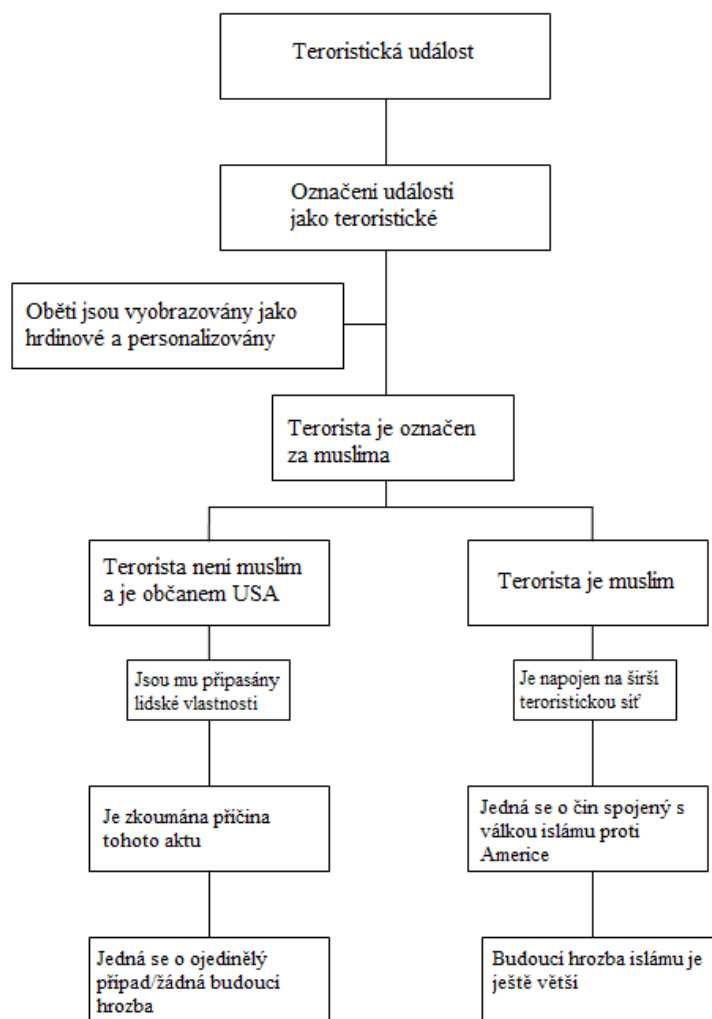 Teroristická událost
Označení události
jako teroristické
Oběti jsou vyobrazovány jako
hrdinové a personalizovány
Terorista je označen
za muslima
Terorista není muslim
a je občanem USA
Terorista je muslim
Jsou mu připasány
lidské vlastnosti
Je napojen na širší
teroristickou síť
Je zkoumána příčina
tohoto aktu
Jedná se o čin spojený s
válkou islámu proti
Americe
Jedná se o ojedinělý
případ/žádná budoucí
hrozba
Budoucí hrozba islámu je
ještě větší